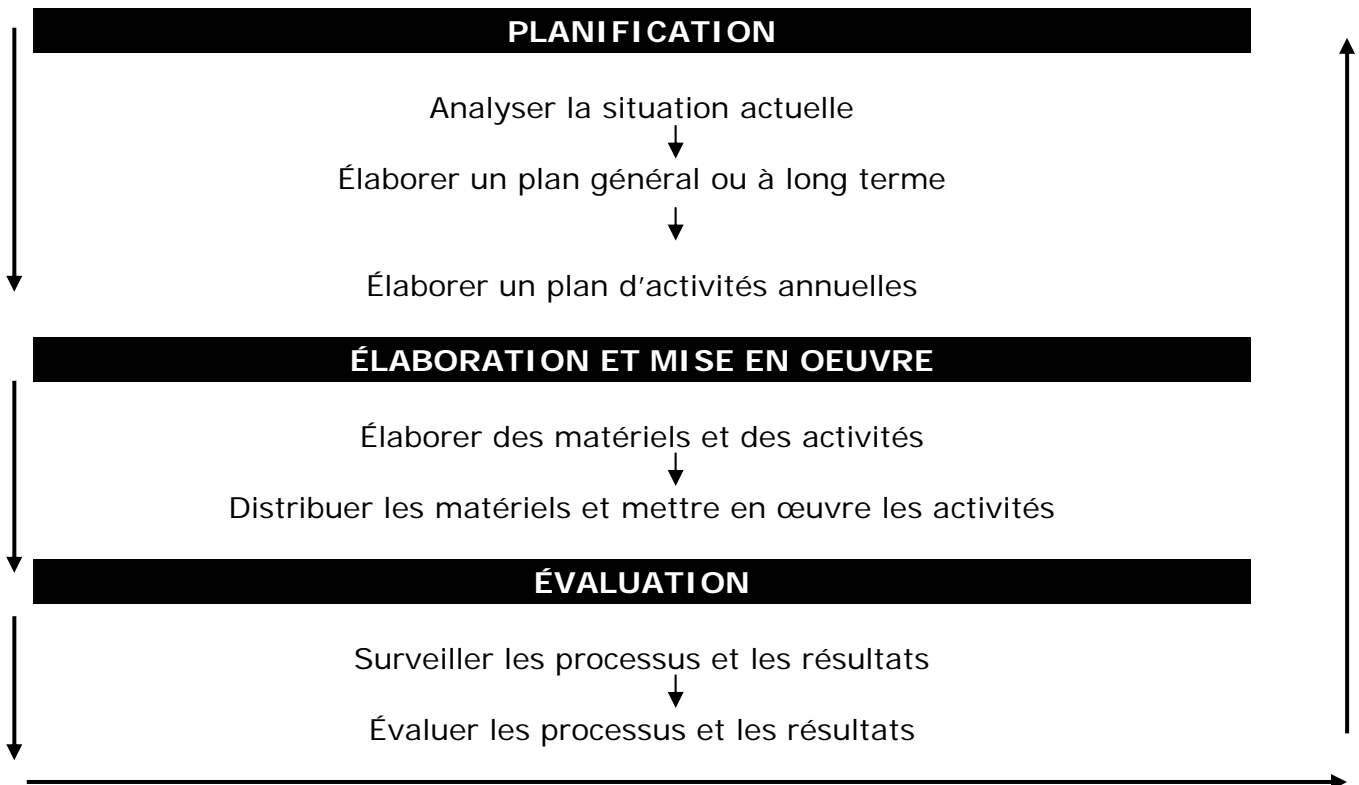 PLANIFICATION
Analyser la situation actuelle
Élaborer un plan général ou à long terme
Élaborer un plan d'activités annuelles
ÉLABORATION ET MISE EN OEUVRE
Élaborer des matériels et des activités
Distribuer les matériels et mettre en œuvre les activités
ÉVALUATION
Surveiller les processus et les résultats
Évaluer les processus et les résultats